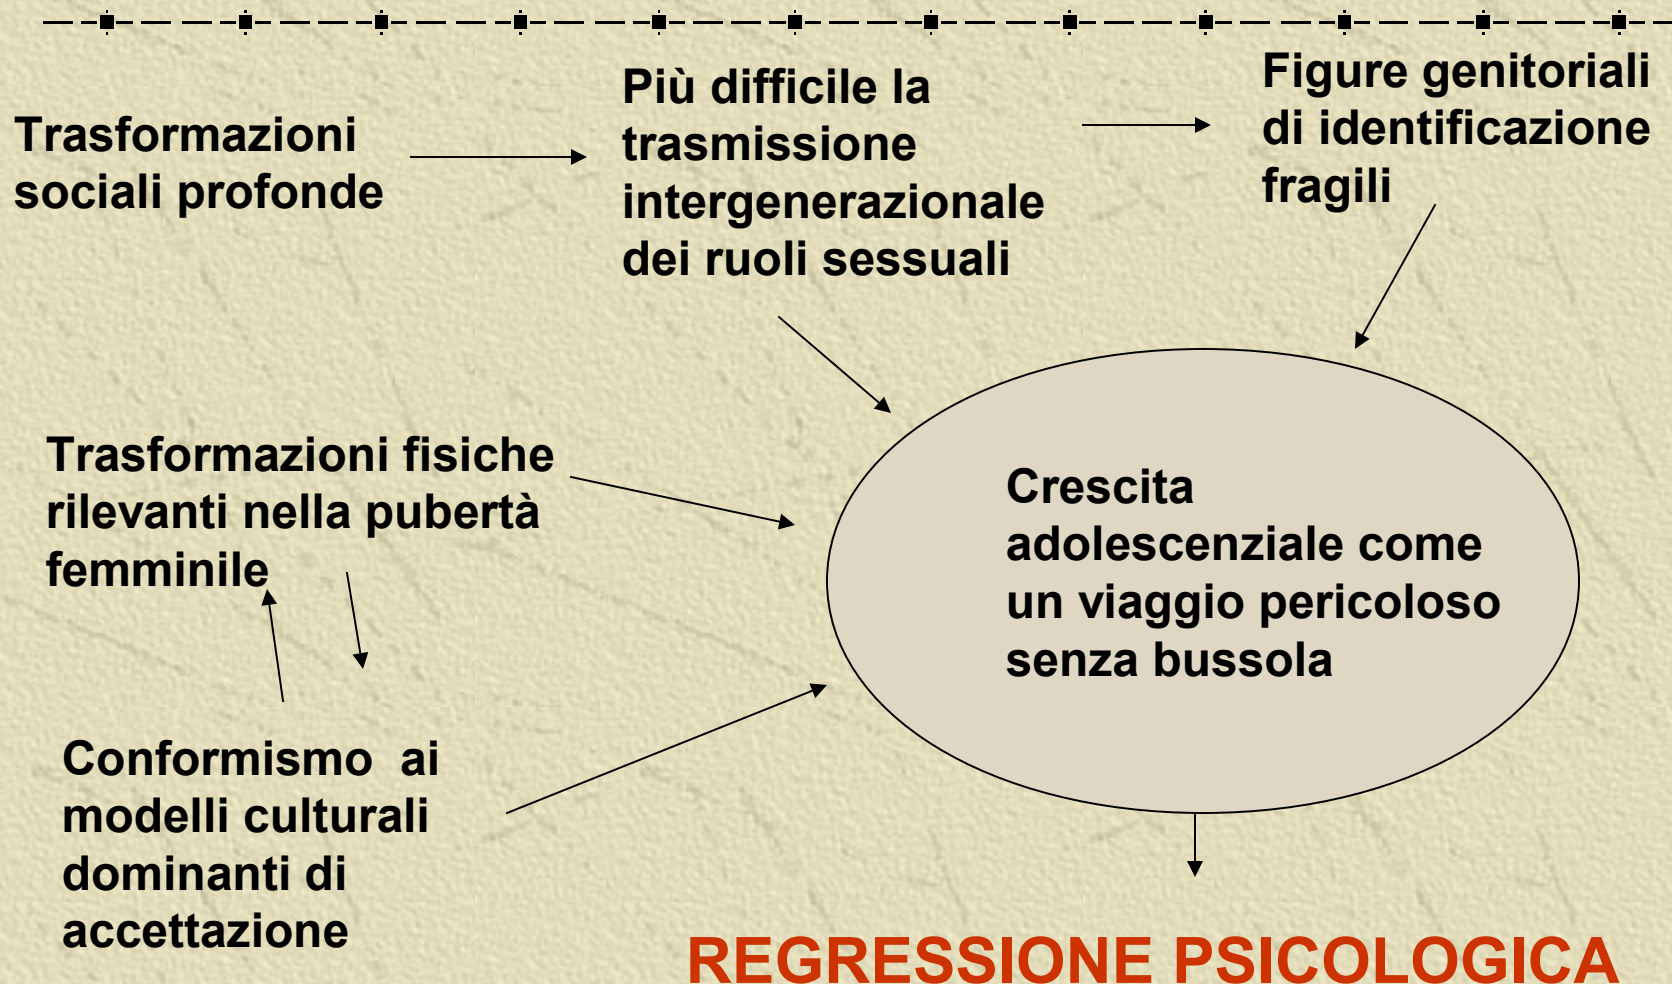 Trasformazioni
sociali profonde
Più difficile la
trasmissione
intergenerazionale
dei ruoli sessuali
Figure genitoriali
di identificazione
fragili
Trasformazioni fisiche
rilevanti nella pubertà
femminile
Crescita
adolescenziale come
un viaggio pericoloso
senza bussola
Conformismo ai
modelli culturali
dominanti di
accettazione
REGRESSIONE PSICOLOGICA